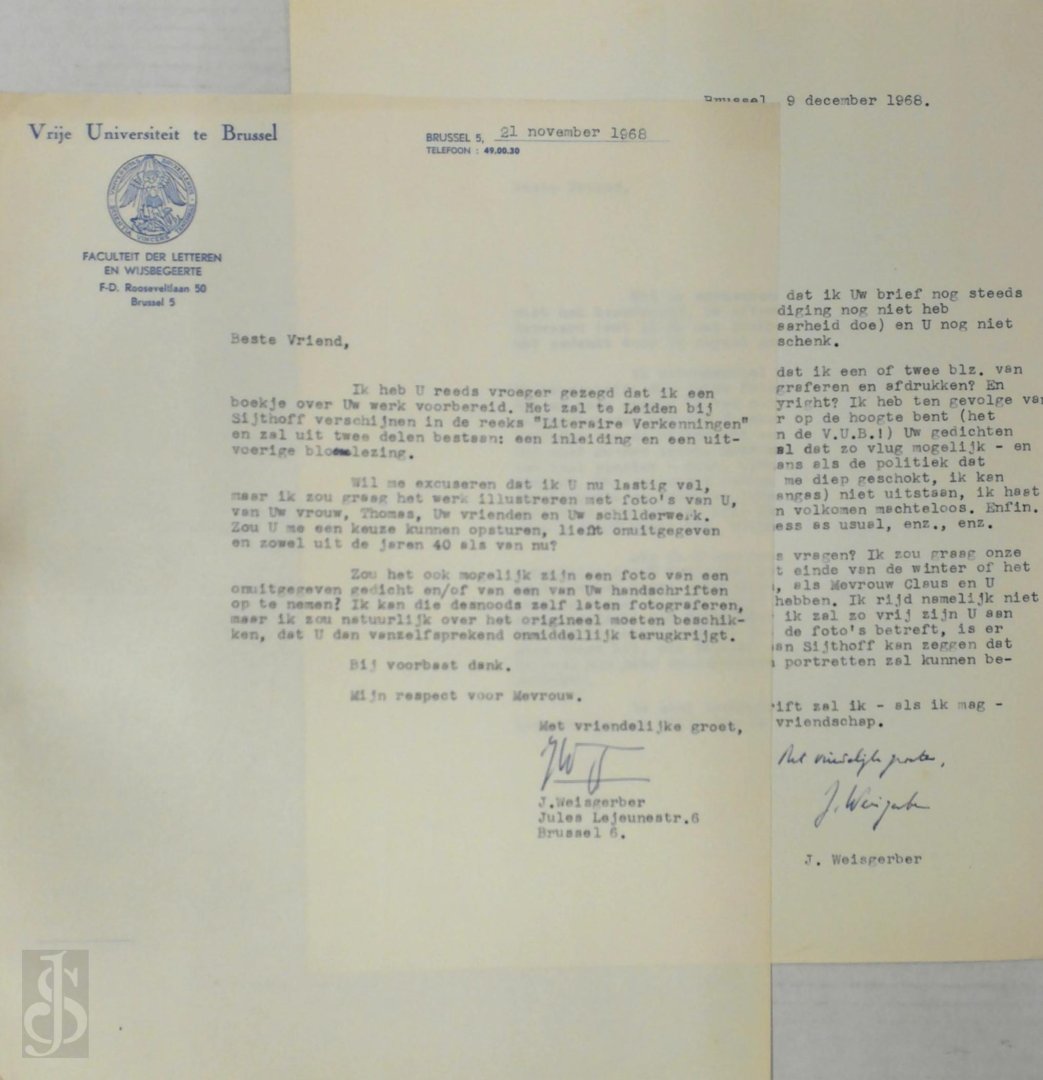 Vrije Universiteit te Brussel
FACULTEIT DER LETTEREN
EN WIJSBEGEERTE
F-D. Rooseveltlaan 50
Brussel 5
BRUSSEL 5, 21 november 1968
TELEFOON : 49.00.30
Beste Vriend,
Ik heb U reeds vroeger gezegd dat ik een
boekje over Uw werk voorbereid. Het zal te Leiden bij
Sijthoff verschijnen in de reeks "Literaire Verkenningen"
en zal uit twee delen bestaan: een inleiding en een uit-
voerige bloemlezing.
Wil me excuseren dat ik U nu lastig val,
maar ik zou graag het werk illustreren met foto's van U,
van Uw vrouw, Thomas, Uw vrienden en Uw schilderwerk.
Zou U me een keuze kunnen opsturen, liefst onuitgegeven
en zowel uit de jaren 40 als van nu?
Zou het ook mogelijk zijn een foto van een
onuitgegeven gedicht en/of van een van Uw handschriften
op te nemen? Ik kan die desnoods zelf laten fotograferen,
maar ik zou natuurlijk over het origineel moeten beschik-
ken, dat U dan vanzelfsprekend onmiddellijk terugkrijgt.
Bij voorbaat dank.
Mijn respect voor Mevrouw.
Met vriendelijke groet,
J.Weisgerber
Jules Lejeunestr.6
Brussel 6.
Brussel 9 december 1968.
dat ik Uw brief nog steeds
diging nog niet heb
aarheid doe) en U nog niet
schenk.
dat ik een of twee blz. van
graferen en afdrukken? En
yright? Ik heb ten gevolge van
r op de hoogte bent (het
n de V.U.B.!) Uw gedichten
al dat zo vlug mogelijk - en
ans als de politiek dat
me diep geschokt, ik kan
angas) niet uitstaan, ik haat
n volkomen machteloos. Enfin.
ess as usual, enz., enz.
s vragen? Ik zou graag onze
t einde van de winter of het
, als Mevrouw Claus en U
hebben. Ik rijd namelijk niet
ik zal zo vrij zijn U aan
de foto's betreft, is er
an Sijthoff kan zeggen dat
portretten zal kunnen be-
rift zal ik - als ik mag -
vriendschap.
Met vriendelijke groeten,
J. Weisgerber
J. Weisgerber